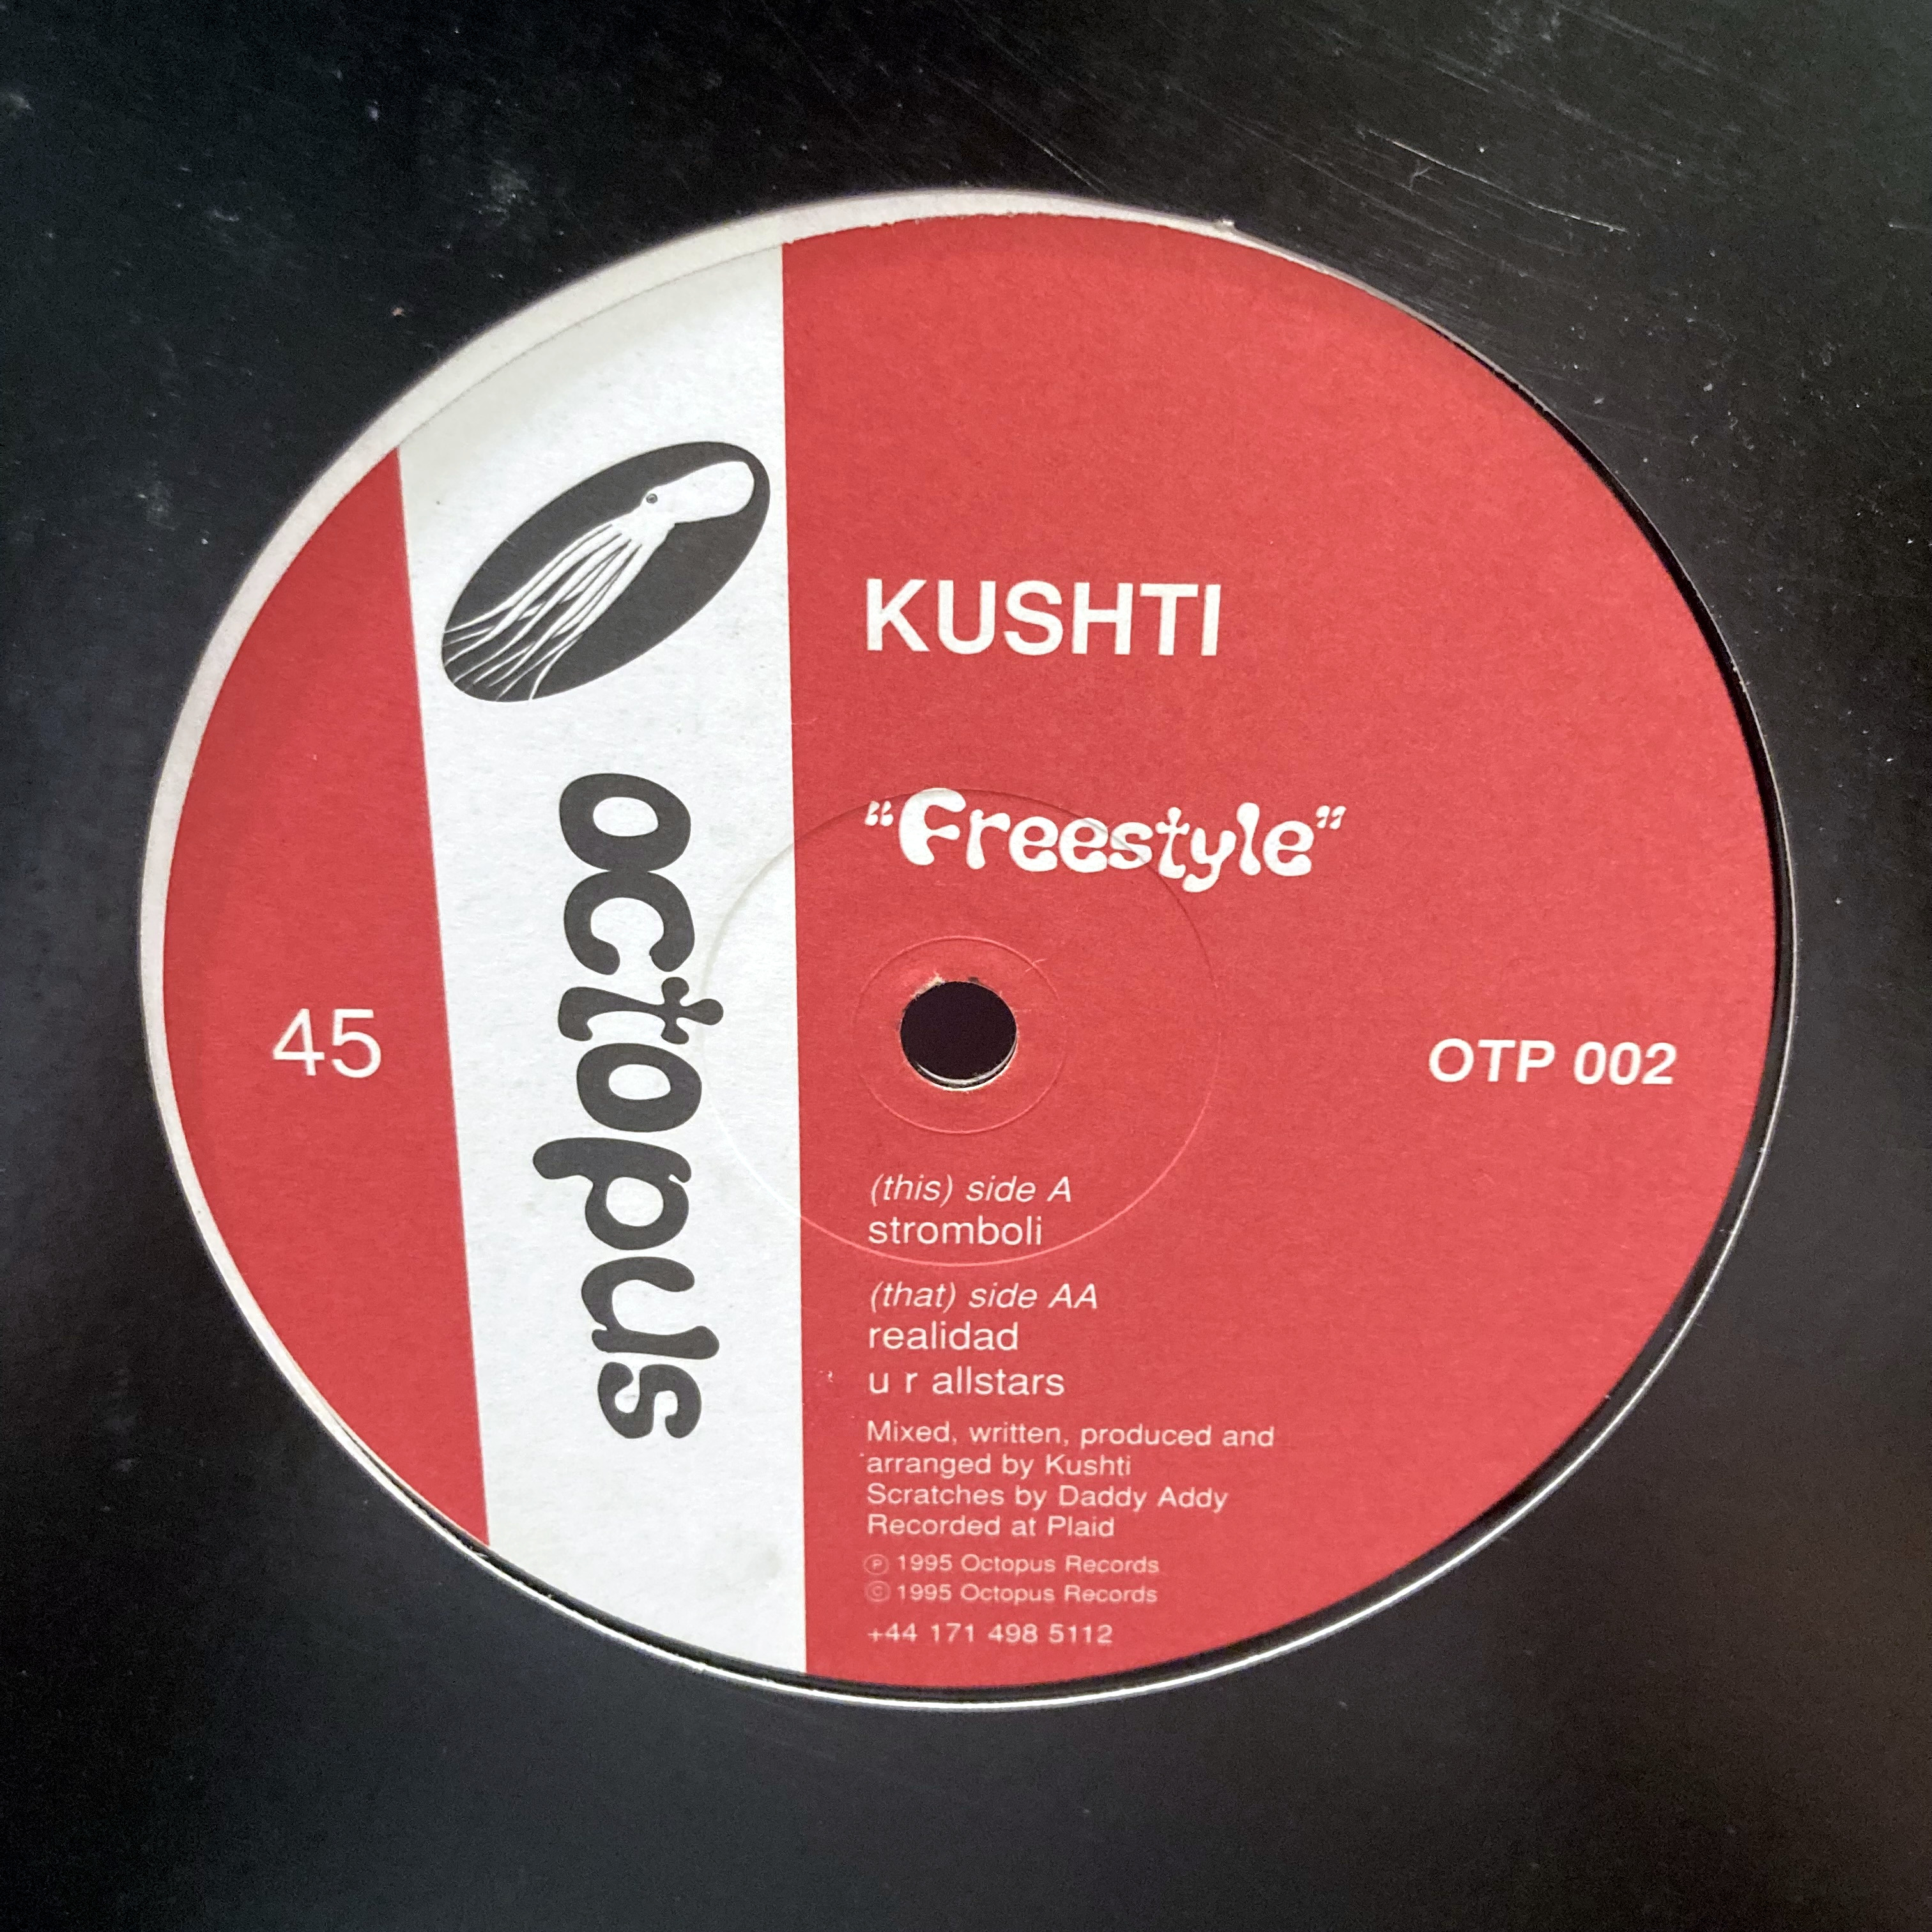 KUSHTI
"Freestyle"
octopus
45
OTP 002
(this) side A
stromboli
(that) side AA
realidad
u r allstars
Mixed, written, produced and
arranged by Kushti
Scratches by Daddy Addy
Recorded at Plaid
℗ 1995 Octopus Records
© 1995 Octopus Records
+44 171 498 5112